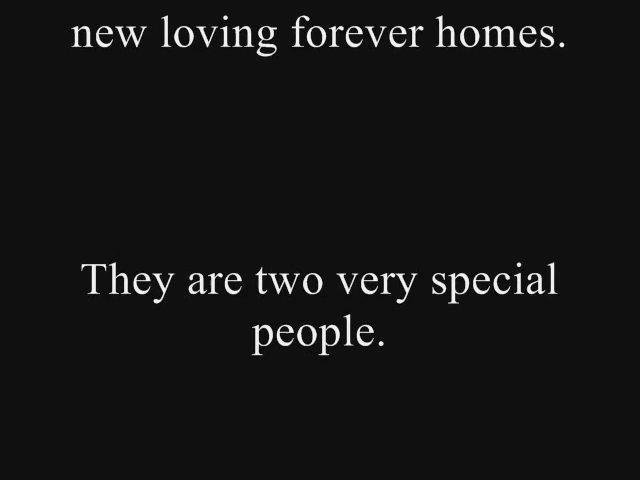 new loving forever homes.
They are two very special
people.